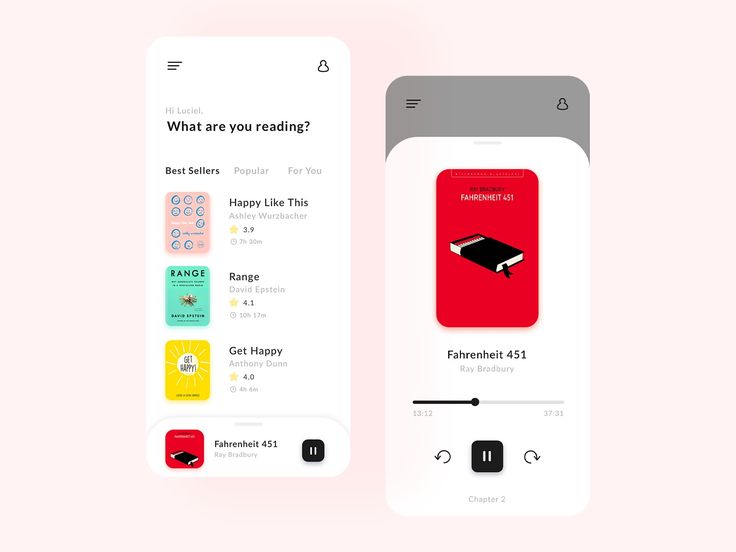 Hi Luciel,
What are you reading?
Best Sellers Popular For You
Happy Like This
Ashley Wurzbacher
3.9
7h 30m
RANGE
DAVID EPSTEIN
Range
David Epstein
4.1
10h 17m
GET
HAPPY!
Get Happy
Anthony Dunn
4.0
4h 6m
Fahrenheit 451
Ray Bradbury
RAY BRADBURY
FAHRENHEIT 451
Fahrenheit 451
Ray Bradbury
13:12 37:31
Chapter 2